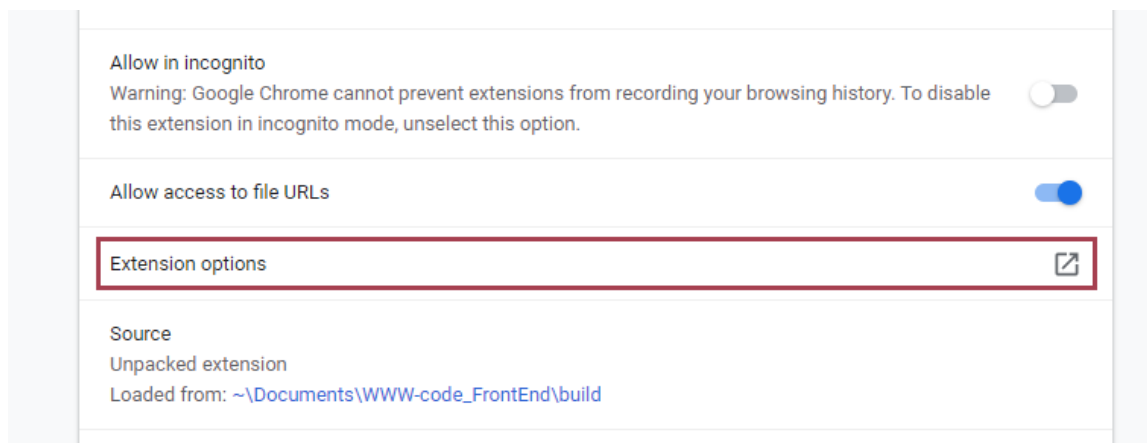 Allow in incognito
Warning: Google Chrome cannot prevent extensions from recording your browsing history. To disable
this extension in incognito mode, unselect this option.
Allow access to file URLs
Extension options
Source
Unpacked extension
Loaded from: ~\Documents\WWW-code_FrontEnd\build